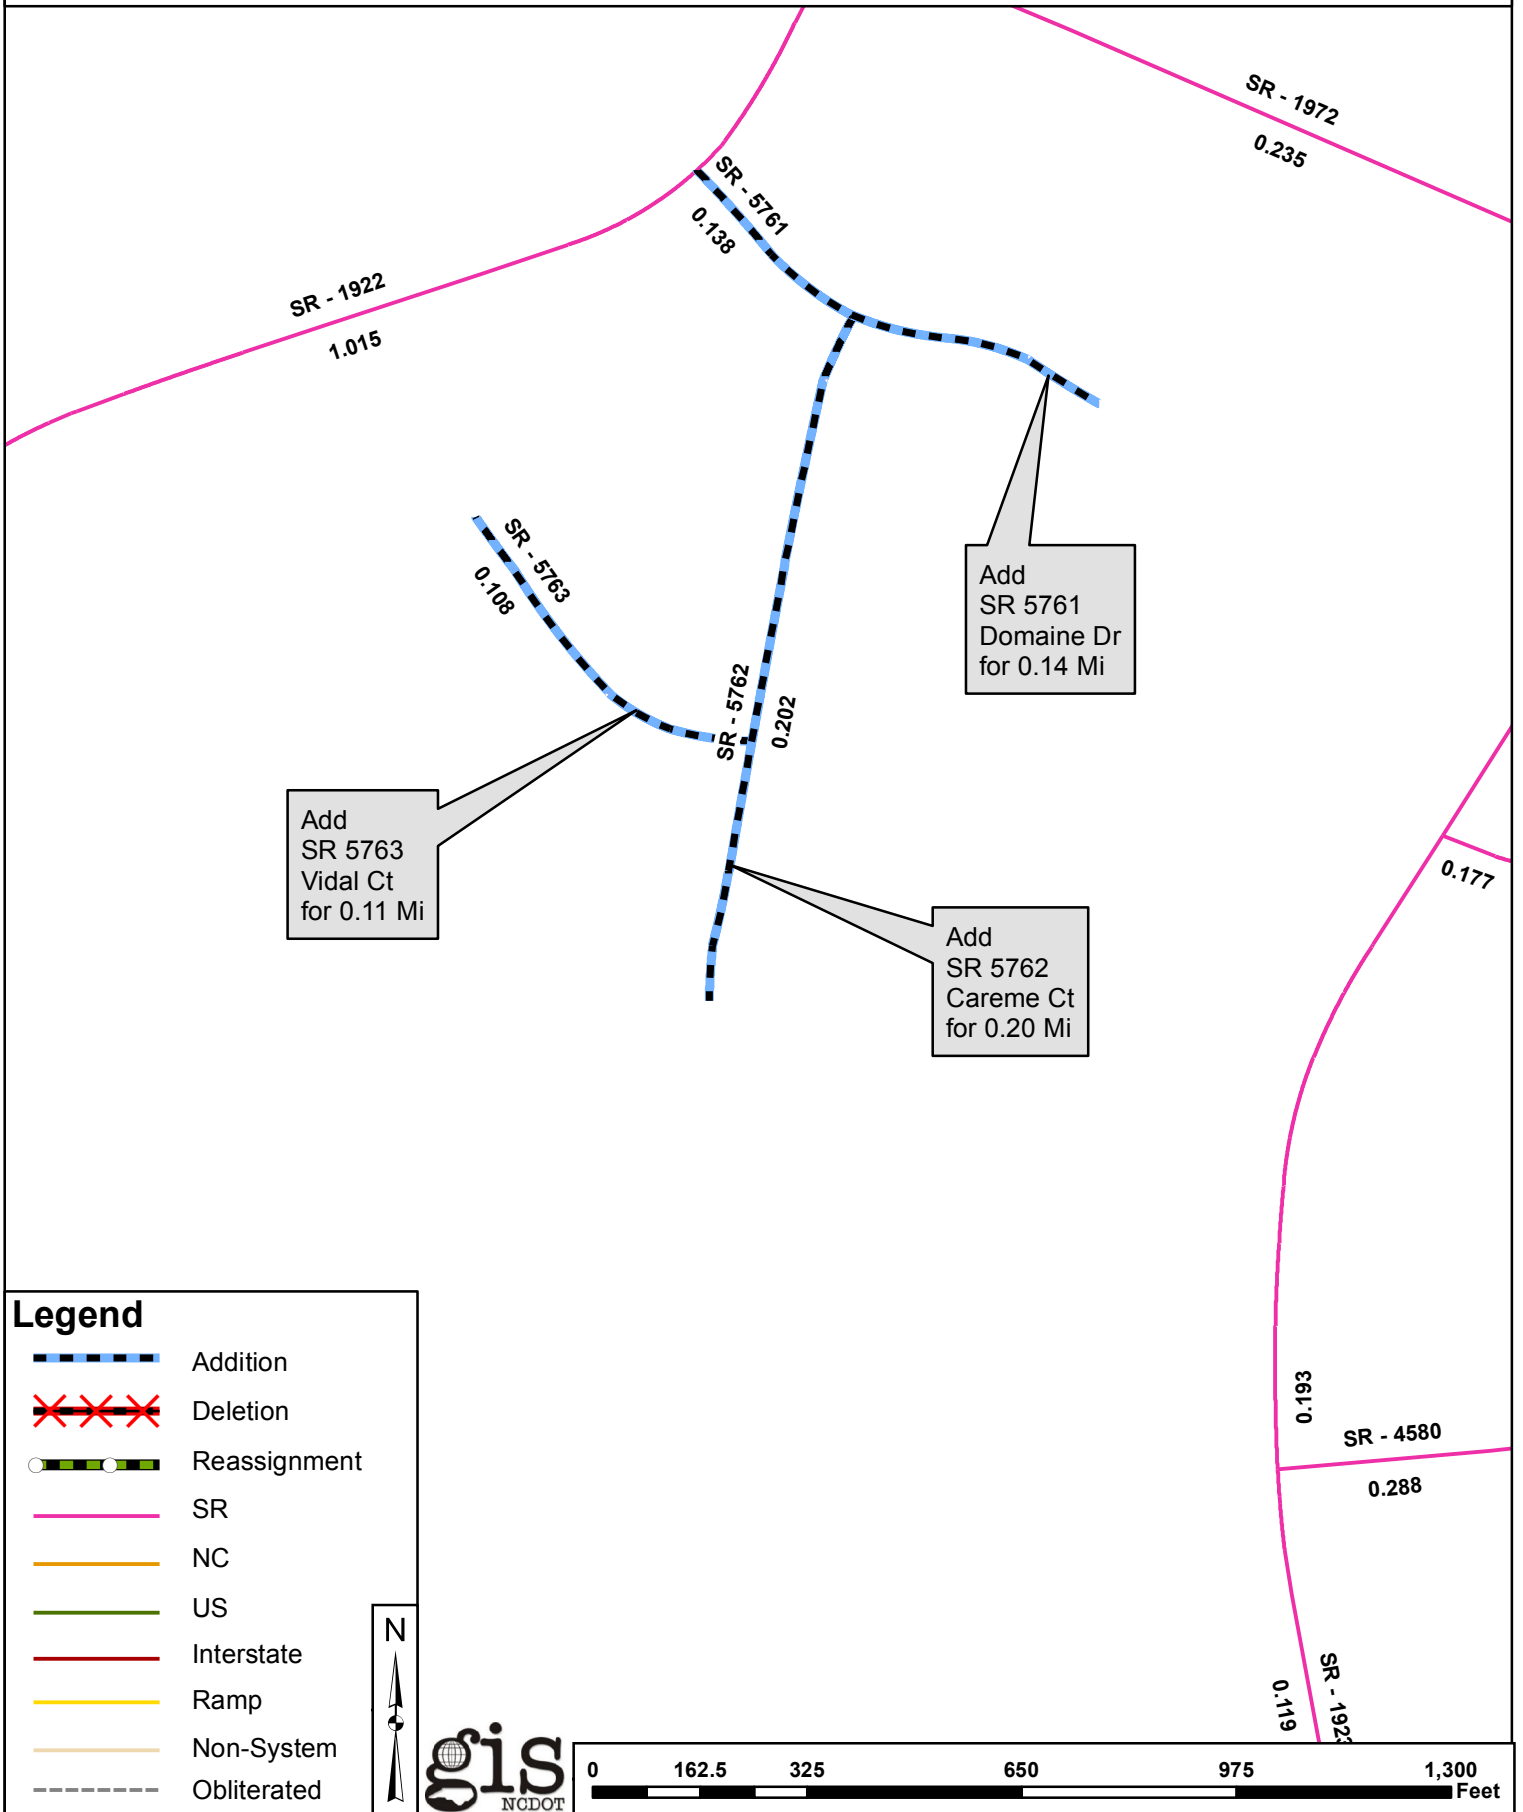 SR - 1972
0.235
SR - 5761
0.138
SR - 1922
1.015
SR - 5763
0.108
Add
SR 5761
Domaine Dr
for 0.14 Mi
SR - 5762
0.202
Add
SR 5763
Vidal Ct
for 0.11 Mi
0.177
Add
SR 5762
Careme Ct
for 0.20 Mi
0.193
SR - 4580
0.288
SR - 1923
0.119
Legend
Addition
Deletion
Reassignment
SR
NC
US
Interstate
Ramp
Non-System
Obliterated
N
gis
NCDOT
0 162.5 325 650 975 1,300
Feet